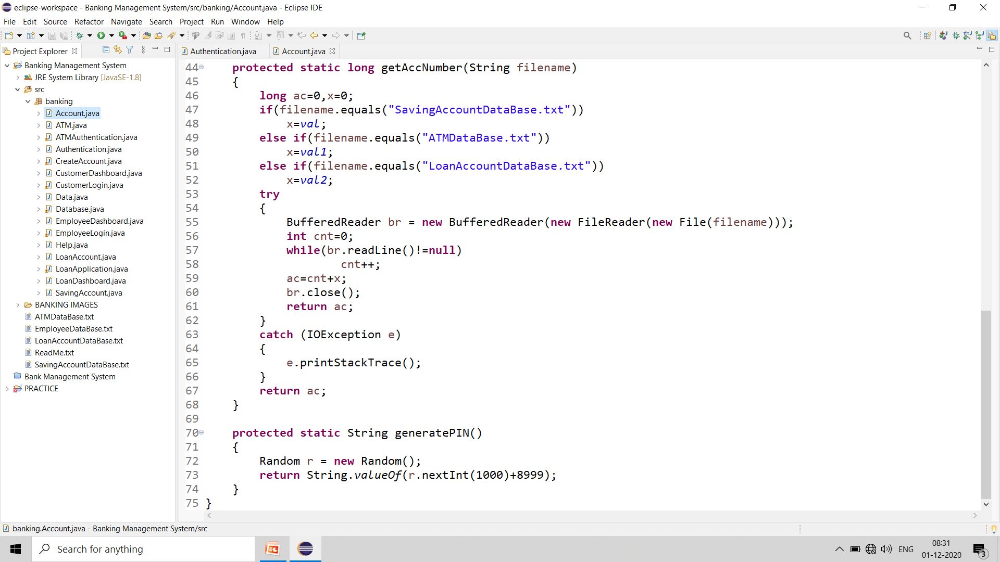 eclipse-workspace - Banking Management System/src/banking/Account.java - Eclipse IDE
File Edit Source Refactor Navigate Search Project Run Window Help
Project Explorer
Banking Management System
JRE System Library [JavaSE-1.8]
src
banking
Account.java
ATM.java
ATMAuthentication.java
Authentication.java
CreateAccount.java
CustomerDashboard.java
CustomerLogin.java
Data.java
Database.java
EmployeeDashboard.java
EmployeeLogin.java
Help.java
LoanAccount.java
LoanApplication.java
LoanDashboard.java
SavingAccount.java
BANKING IMAGES
ATMDataBase.txt
EmployeeDataBase.txt
LoanAccountDataBase.txt
ReadMe.txt
SavingAccountDataBase.txt
Bank Management System
PRACTICE
Authentication.java Account.java
44 protected static long getAccNumber(String filename)
45 {
46 long ac=0,x=0;
47 if(filename.equals("SavingAccountDataBase.txt"))
48 x=val;
49 else if(filename.equals("ATMDataBase.txt"))
50 x=val1;
51 else if(filename.equals("LoanAccountDataBase.txt"))
52 x=val2;
53 try
54 {
55 BufferedReader br = new BufferedReader(new FileReader(new File(filename)));
56 int cnt=0;
57 while(br.readLine()!=null)
58 cnt++;
59 ac=cnt+x;
60 br.close();
61 return ac;
62 }
63 catch (IOException e)
64 {
65 e.printStackTrace();
66 }
67 return ac;
68 }
69
70 protected static String generatePIN()
71 {
72 Random r = new Random();
73 return String.valueOf(r.nextInt(1000)+8999);
74 }
75 }
banking.Account.java - Banking Management System/src
Search for anything
ENG
08:31
01-12-2020
3